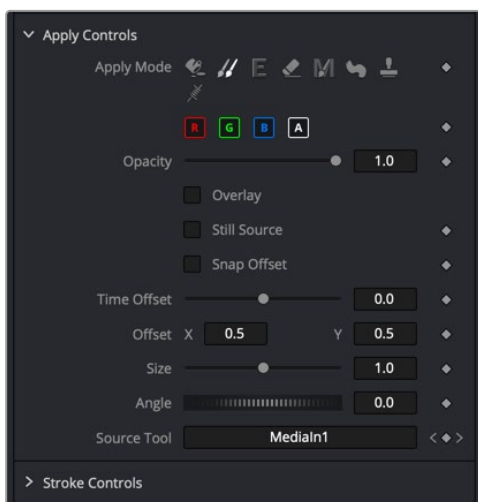 Apply Controls
Apply Mode
R G B A
Opacity 1.0
Overlay
Still Source
Snap Offset
Time Offset 0.0
Offset X 0.5 Y 0.5
Size 1.0
Angle 0.0
Source Tool MediaIn1
Stroke Controls